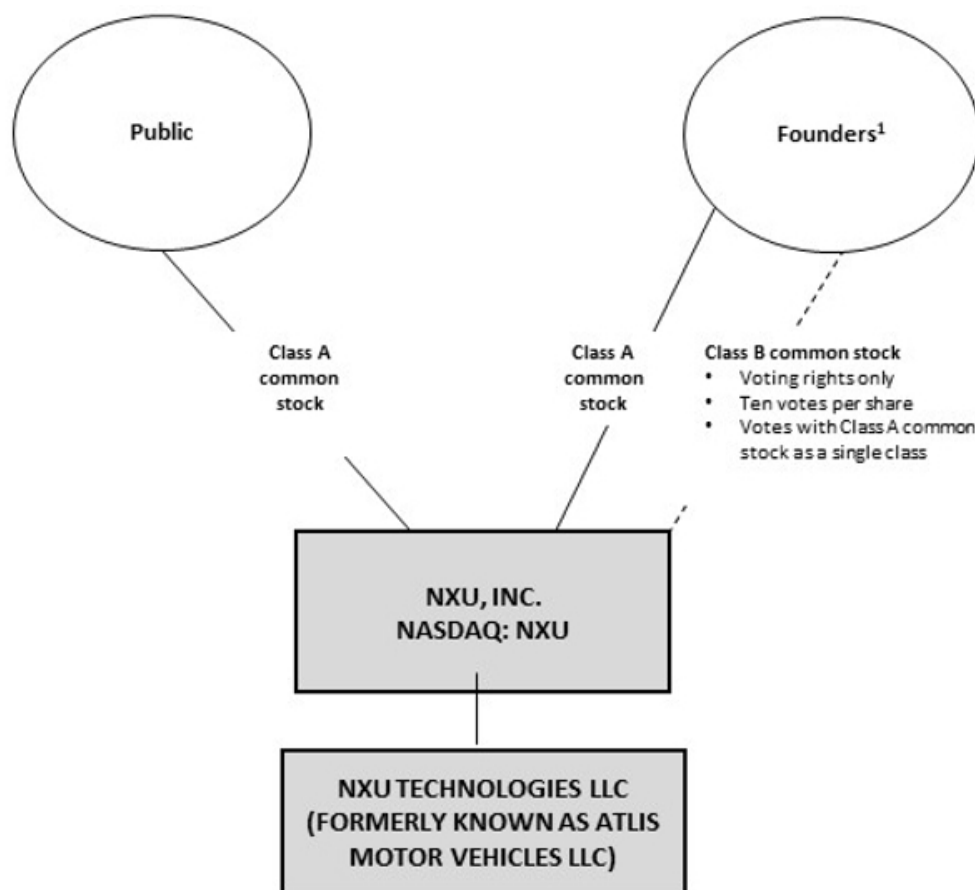 Public
Founders¹
Class A
common
stock
Class A
common
stock
Class B common stock
• Voting rights only
• Ten votes per share
• Votes with Class A common
stock as a single class
NXU, INC.
NASDAQ: NXU
NXU TECHNOLOGIES LLC
(FORMERLY KNOWN AS ATLIS
MOTOR VEHICLES LLC)